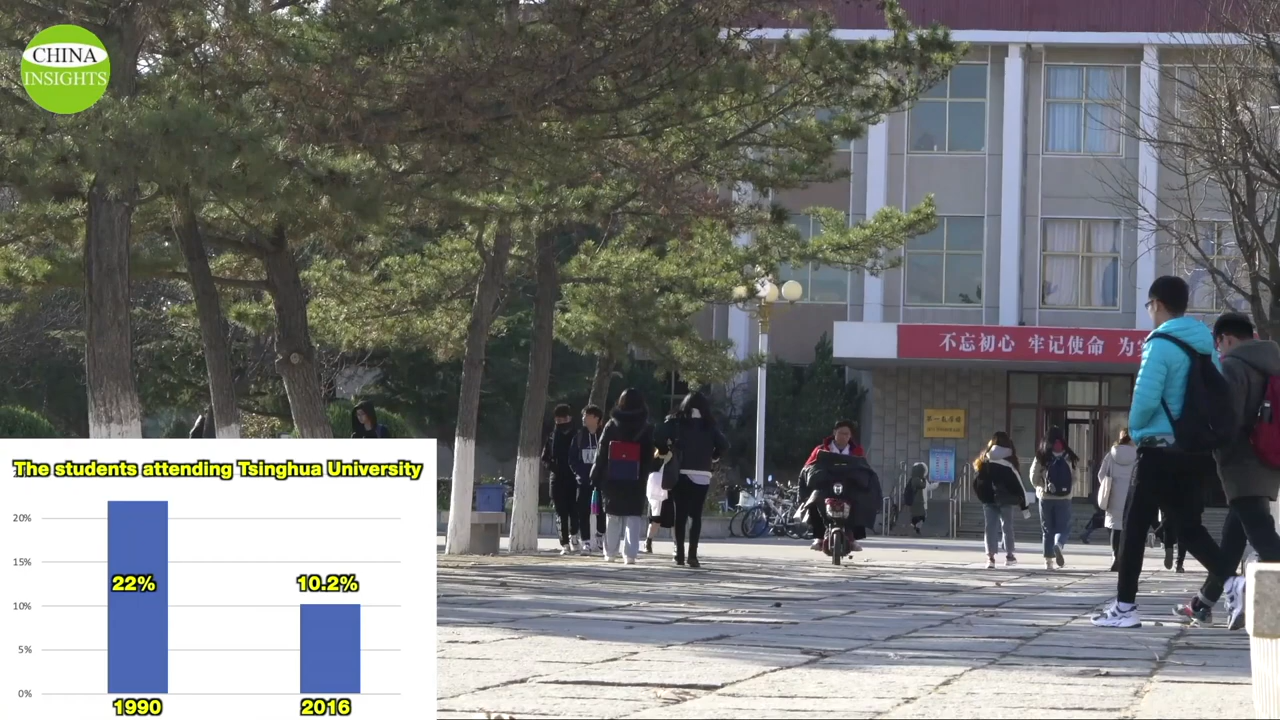 CHINA
INSIGHTS
不忘初心 牢记使命 为
The students attending Tsinghua University
20%
15%
10%
5%
0%
22%
10.2%
1990
2016